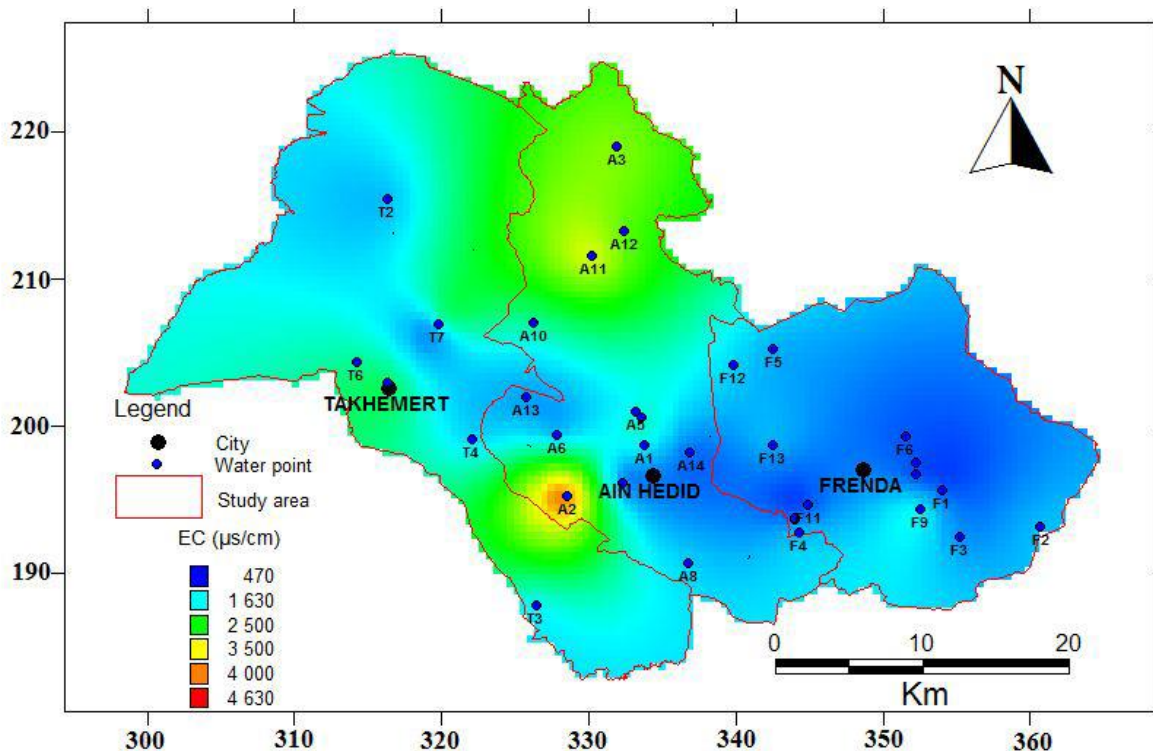 N
220
210
200
190
A3
T2
A12
A11
T7
A10
F5
F12
T6
TAKHEMERT
A13
A5
T4
A6
A1
A14
F13
F6
AIN HEDID
FRENDA
A2
F11
F1
F9
F4
F3
F2
A8
T3
Legend
City
Water point
Study area
EC (µs/cm)
470
1 630
2 500
3 500
4 000
4 630
0 10 20
Km
300 310 320 330 340 350 360